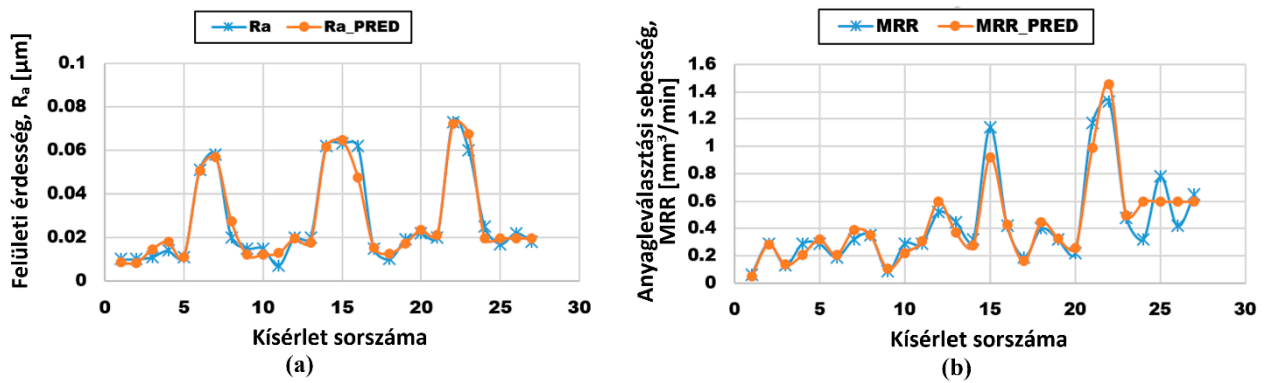 Ra Ra_PRED
Felületi érdesség, Ra [µm]
0.1
0.08
0.06
0.04
0.02
0
0 5 10 15 20 25 30
Kísérlet sorszáma
(a)
MRR MRR_PRED
Anyagleválasztási sebesség,
MRR [mm³/min]
1.6
1.4
1.2
1
0.8
0.6
0.4
0.2
0
0 5 10 15 20 25 30
Kísérlet sorszáma
(b)